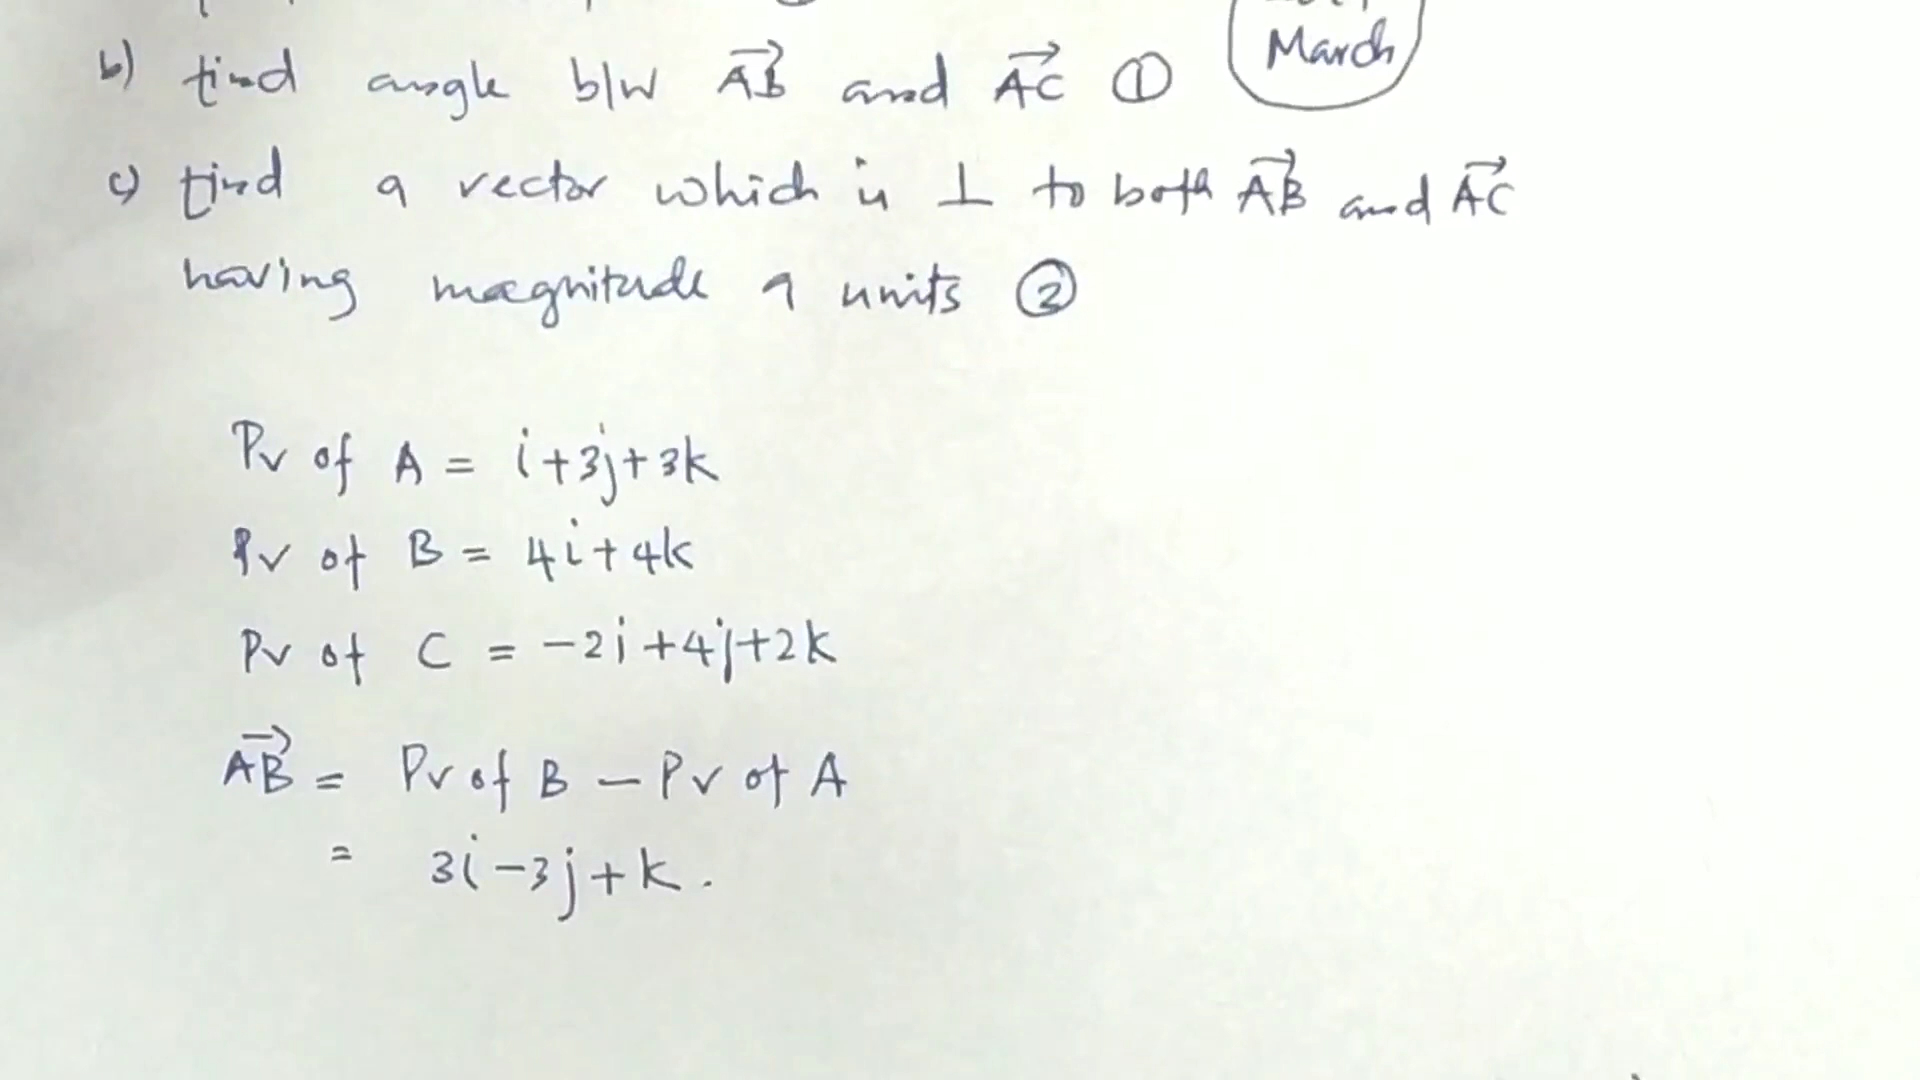 March
b) find angle b/w AB and AC ①
c) find a vector which is ⊥ to both AB and AC
having magnitude 9 units ②
Pv of A = i+3j+3k
Pv of B = 4i+4k
Pv of C = -2i+4j+2k
AB = Pv of B - Pv of A
= 3i-3j+k.